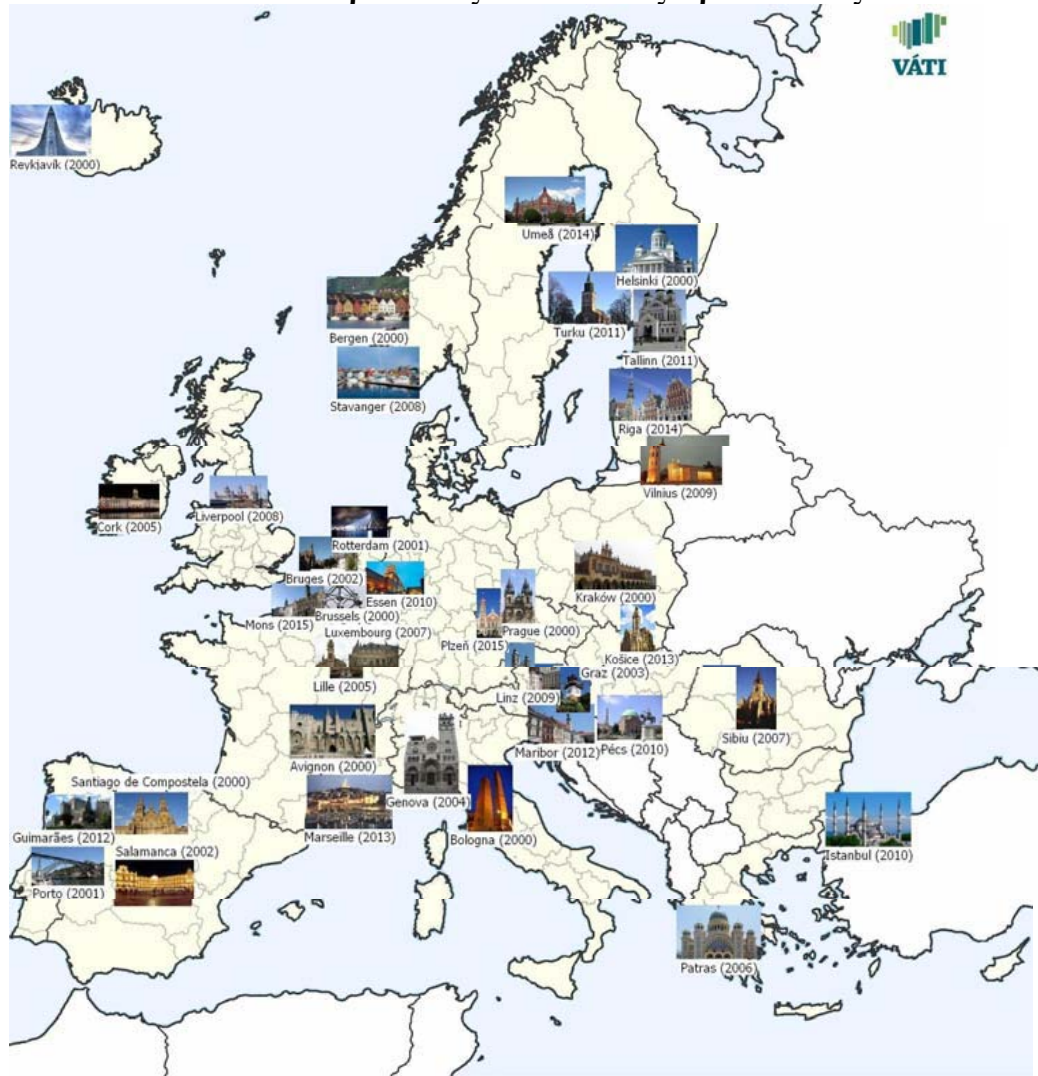 VÁTI
Reykjavík (2000)
Umeß (2014)
Helsinki (2000)
Turku (2011)
Bergen (2000)
Tallinn (2011)
Stavanger (2008)
Riga (2014)
Vilnius (2009)
Liverpool (2008)
Cork (2005)
Rotterdam (2001)
Bruges (2002)
Kraków (2000)
Essen (2010)
Brussels (2000)
Mons (2015)
Luxembourg (2007)
Prague (2000)
Plzeň (2015)
Košice (2013)
Graz (2003)
Lille (2005)
Linz (2009)
Sibiu (2007)
Maribor (2012)
Pécs (2010)
Avignon (2000)
Santiago de Compostela (2000)
Genova (2004)
Guimarães (2012)
Marseille (2013)
Bologna (2000)
Salamanca (2002)
Istanbul (2010)
Porto (2001)
Patras (2006)